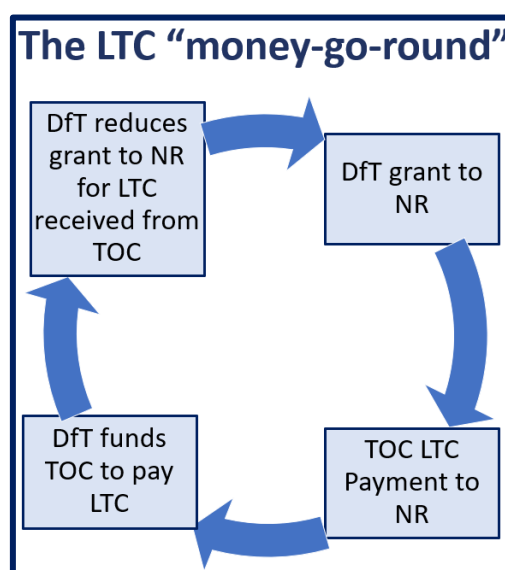 The LTC “money-go-round”
DfT reduces
grant to NR
for LTC
received from
TOC
DfT grant to
NR
TOC LTC
Payment to
NR
DfT funds
TOC to pay
LTC